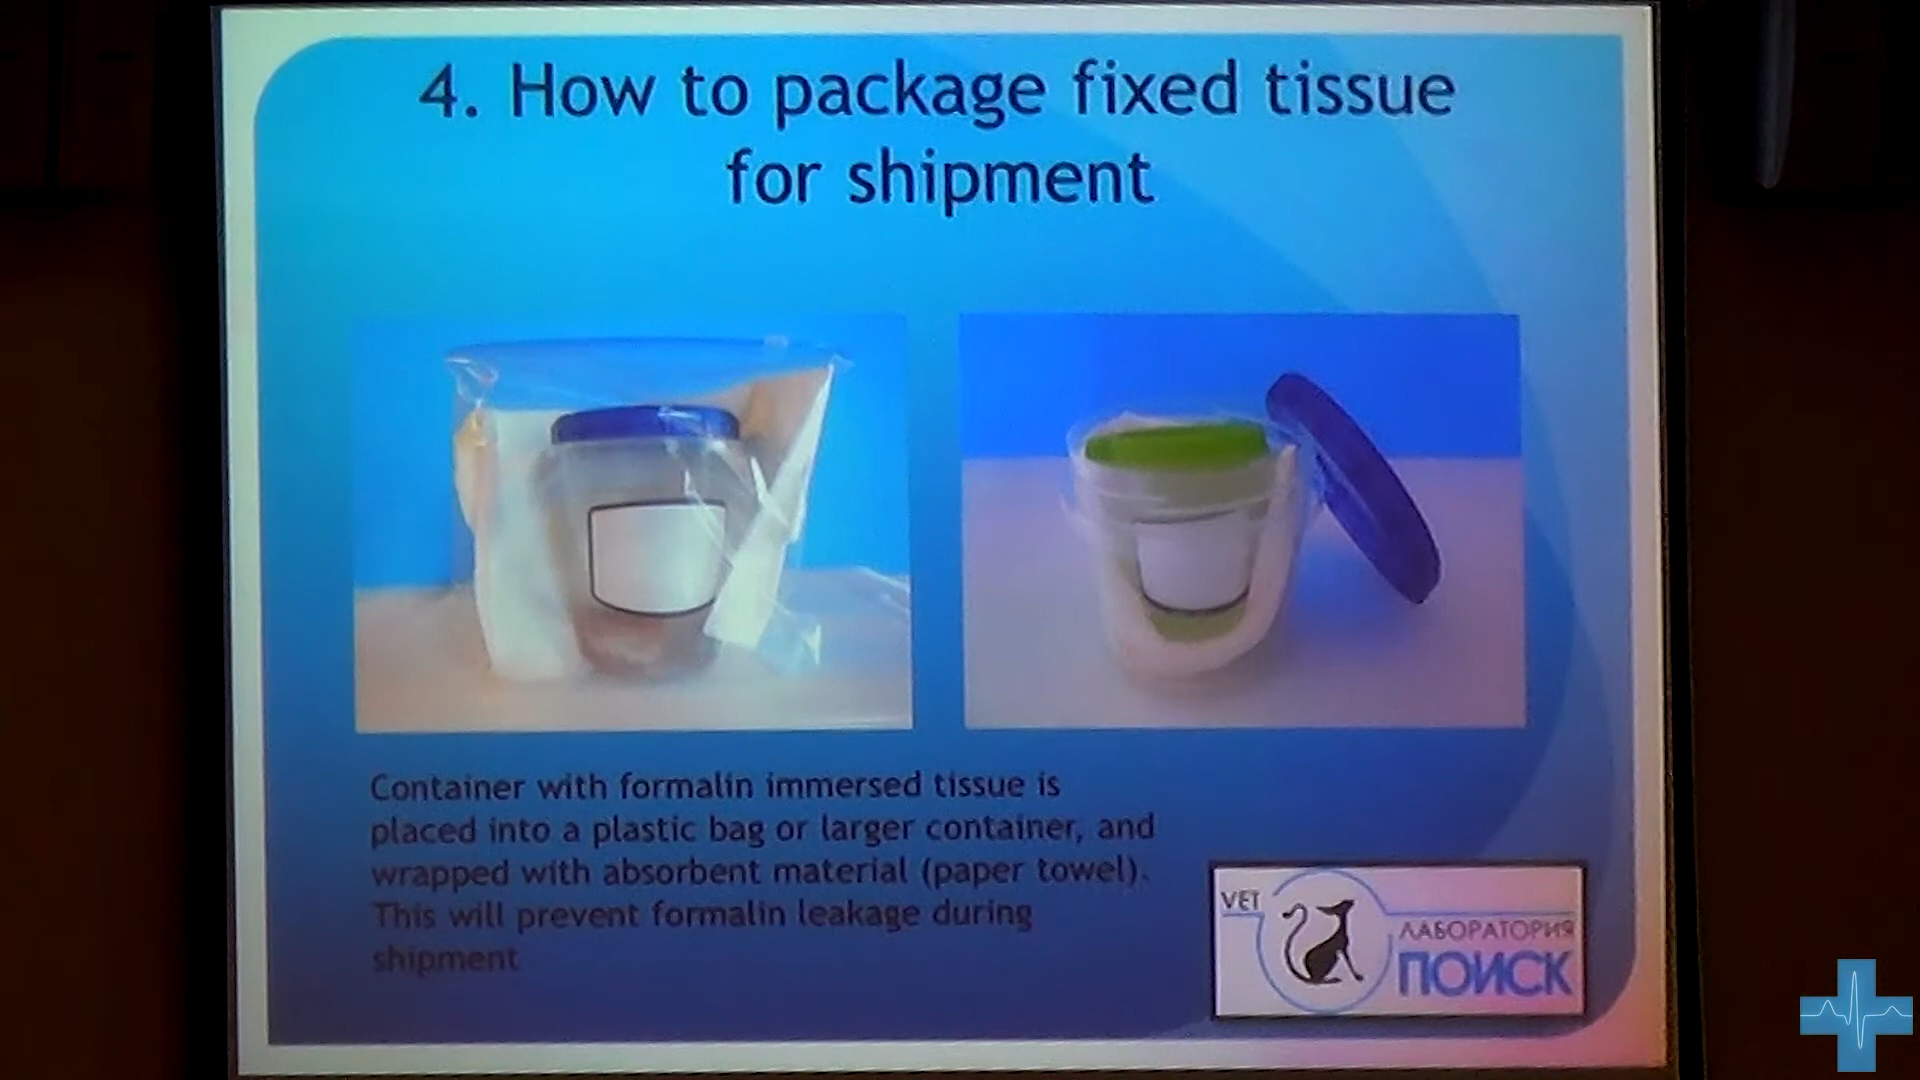 4. How to package fixed tissue
for shipment
Container with formalin immersed tissue is
placed into a plastic bag or larger container, and
wrapped with absorbent material (paper towel).
This will prevent formalin leakage during
shipment
VET
ЛАБОРАТОРИЯ
ПОИСК